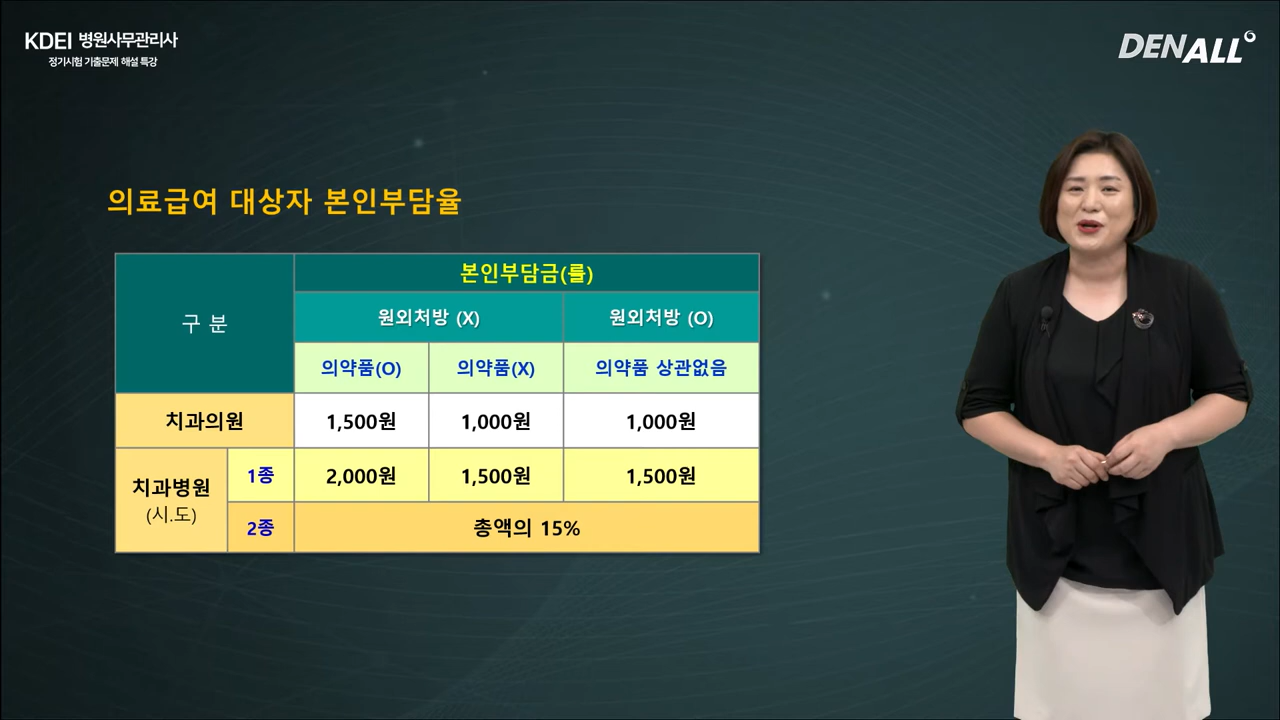 KDEI 병원사무관리사
정기시험 기출문제 해설 특강
DENALL
의료급여 대상자 본인부담율
구 분
본인부담금(률)
원외처방 (X)
원외처방 (O)
의약품(O)
의약품(X)
의약품 상관없음
치과의원
1,500원
1,000원
1,000원
치과병원
(시.도)
1종
2,000원
1,500원
1,500원
2종
총액의 15%